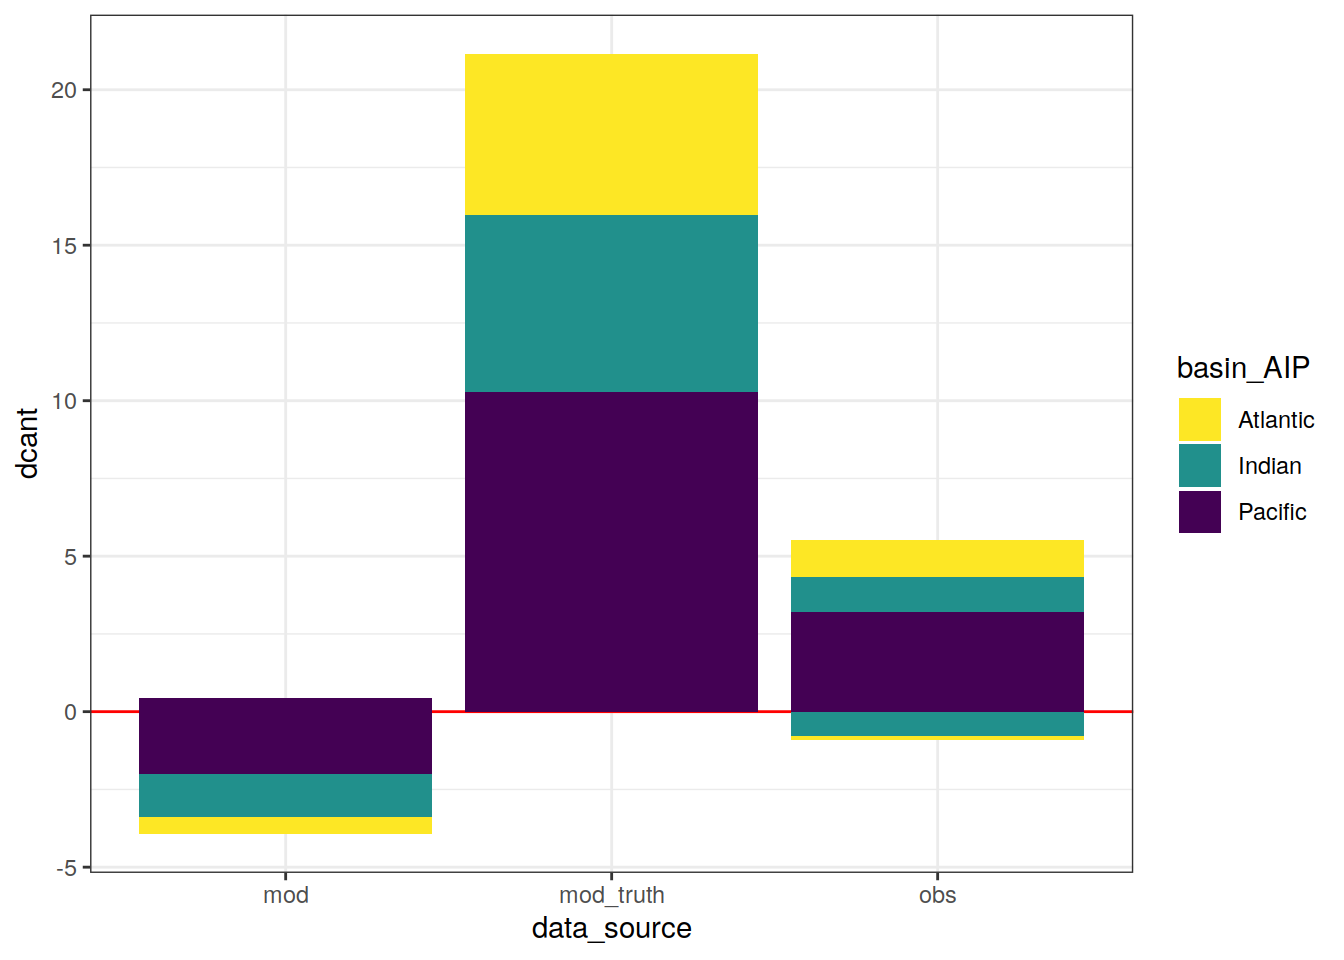 20
15
10
5
0
-5
dcant
mod
mod_truth
obs
data_source
basin_AIP
Atlantic
Indian
Pacific